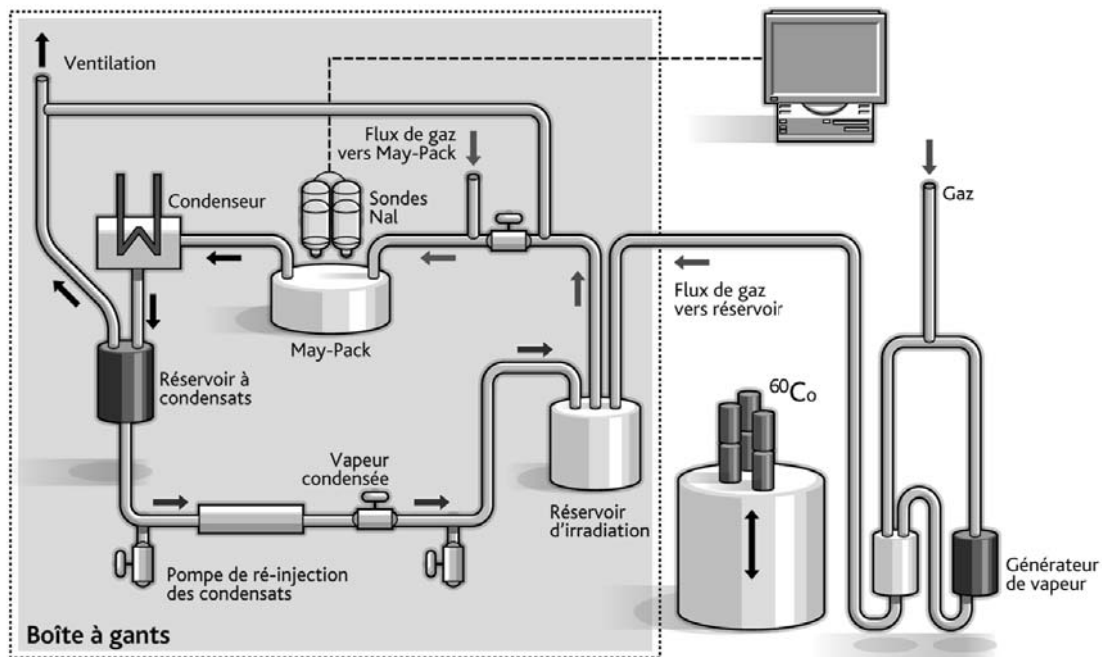 Ventilation
Flux de gaz
vers May-Pack
Condenseur
Sondes
NaI
Gaz
Flux de gaz
vers réservoir
May-Pack
Réservoir à
condensats
60Co
Vapeur
condensée
Réservoir
d'irradiation
Générateur
de vapeur
Pompe de ré-injection
des condensats
Boîte à gants